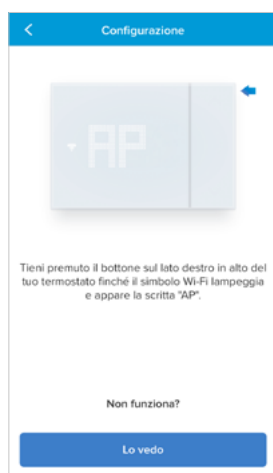 Configurazione
AP
Tieni premuto il bottone sul lato destro in alto del
tuo termostato finché il simbolo Wi-Fi lampeggia
e appare la scritta "AP".
Non funziona?
Lo vedo